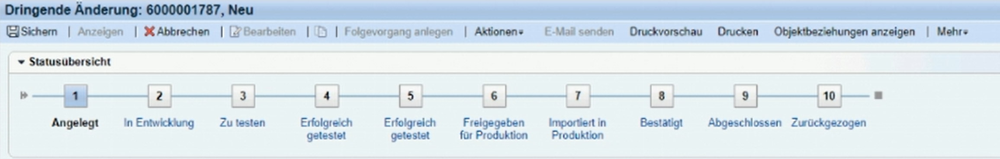 Dringende Änderung: 6000001787, Neu
Sichern | Anzeigen | Abbrechen | Bearbeiten | | Folgevorgang anlegen | Aktionen E-Mail senden Druckvorschau Drucken Objektbeziehungen anzeigen | Mehr
Statusübersicht
1 2 3 4 5 6 7 8 9 10
Angelegt In Entwicklung Zu testen Erfolgreich Erfolgreich Freigegeben Importiert in Bestätigt Abgeschlossen Zurückgezogen
getestet getestet für Produktion Produktion